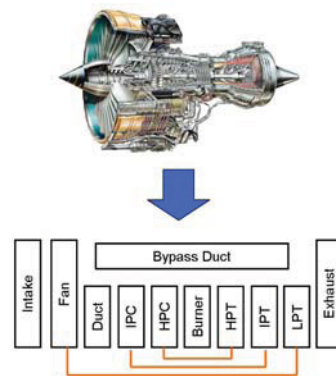 Intake
Fan
Bypass Duct
Duct
IPC
HPC
Burner
HPT
IPT
LPT
Exhaust